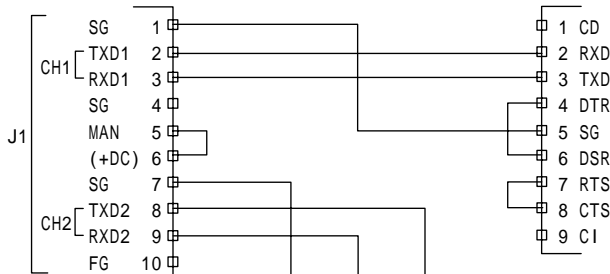 SG 1 1 CD
TXD1 2 2 RXD
CH1
RXD1 3 3 TXD
SG 4 4 DTR
J1 MAN 5 5 SG
(+DC) 6 6 DSR
SG 7 7 RTS
TXD2 8 8 CTS
CH2
RXD2 9 9 CI
FG 10